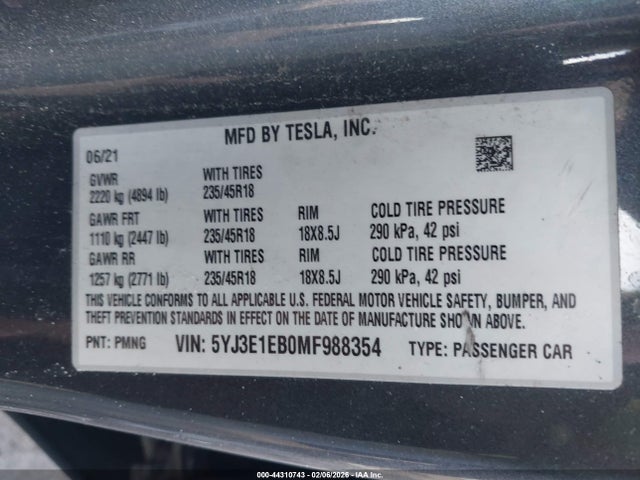 MFD BY TESLA, INC.
06/21
GVWR WITH TIRES
2220 kg (4894 lb) 235/45R18
GAWR FRT WITH TIRES RIM COLD TIRE PRESSURE
1110 kg (2447 lb) 235/45R18 18X8.5J 290 kPa, 42 psi
GAWR RR WITH TIRES RIM COLD TIRE PRESSURE
1257 kg (2771 lb) 235/45R18 18X8.5J 290 kPa, 42 psi
THIS VEHICLE CONFORMS TO ALL APPLICABLE U.S. FEDERAL MOTOR VEHICLE SAFETY, BUMPER, AND
THEFT PREVENTION STANDARDS IN EFFECT ON THE DATE OF MANUFACTURE SHOWN ABOVE.
PNT: PMNG VIN: 5YJ3E1EB0MF988354 TYPE: PASSENGER CAR
000-44310743 - 02/06/2026 - IAA, Inc.